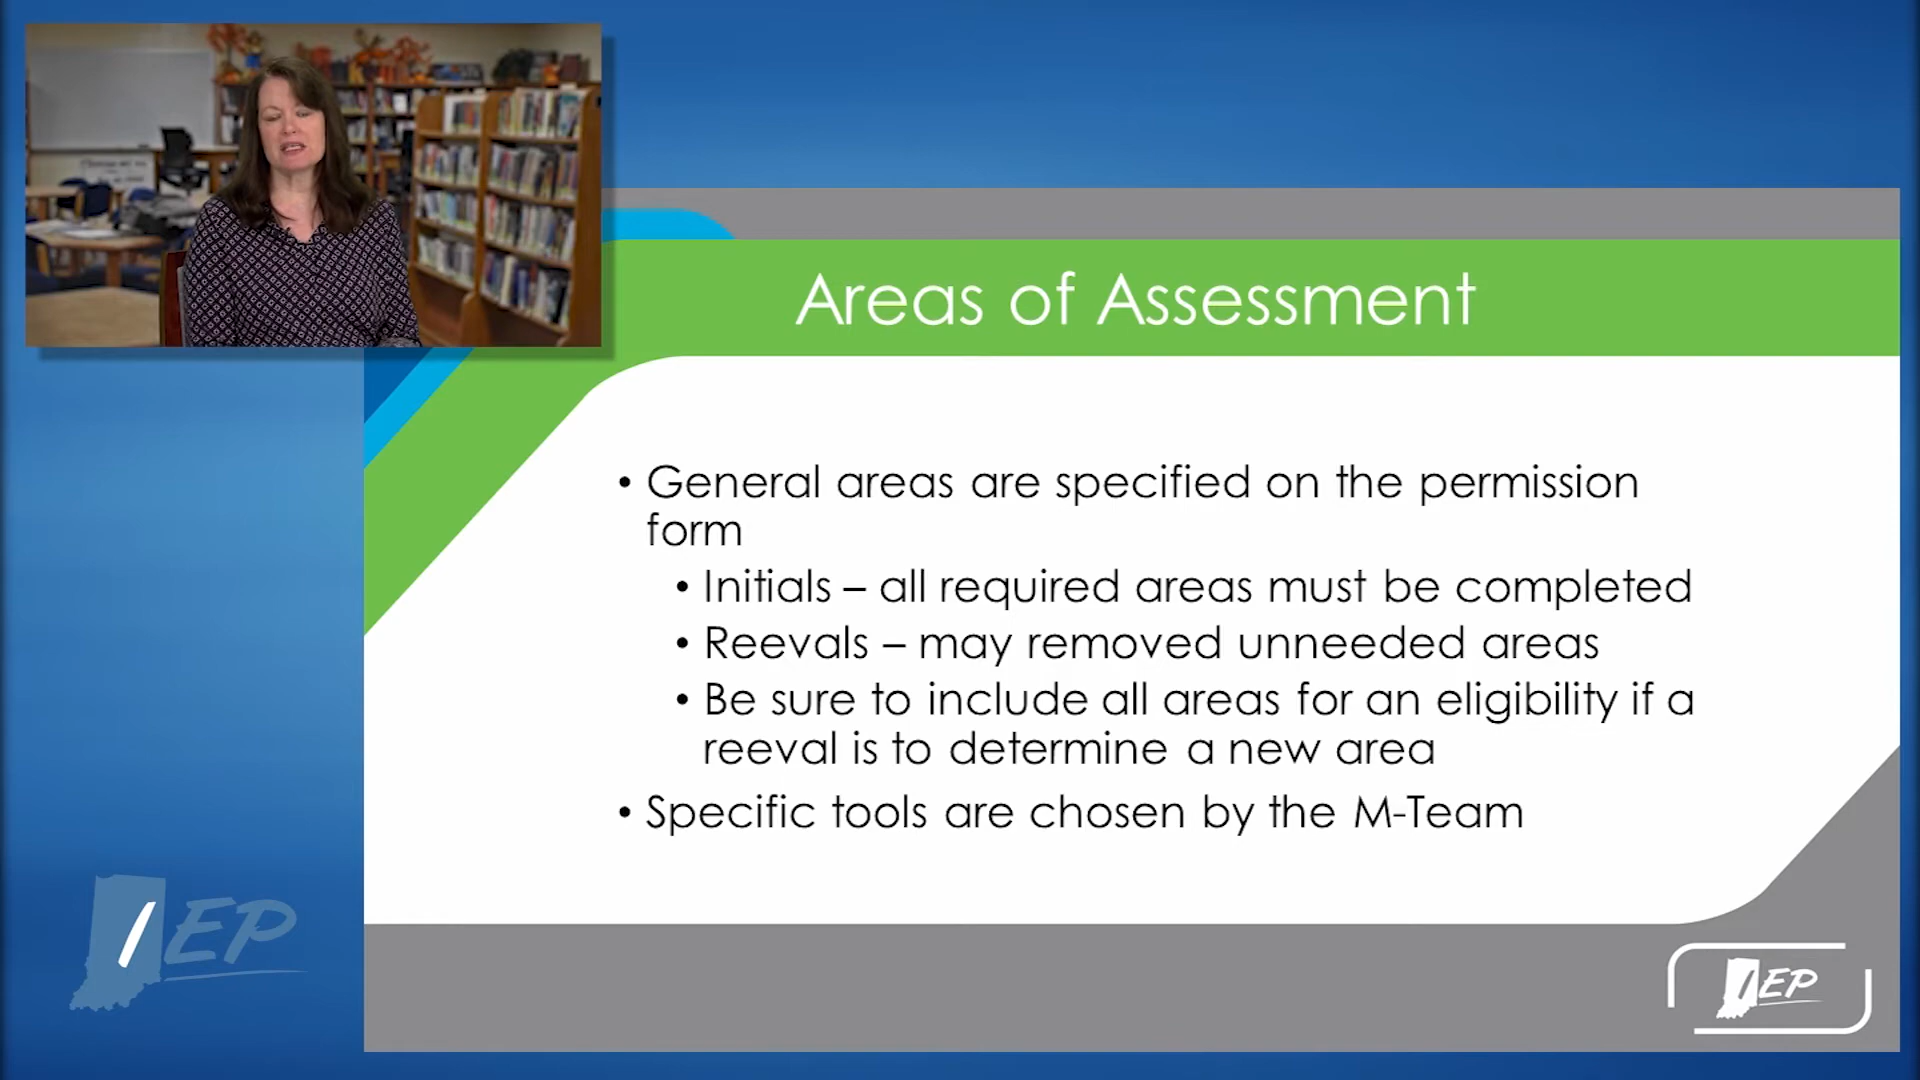 Areas of Assessment
• General areas are specified on the permission
form
• Initials – all required areas must be completed
• Reevals – may removed unneeded areas
• Be sure to include all areas for an eligibility if a
reeval is to determine a new area
• Specific tools are chosen by the M-Team
IEP
IEP